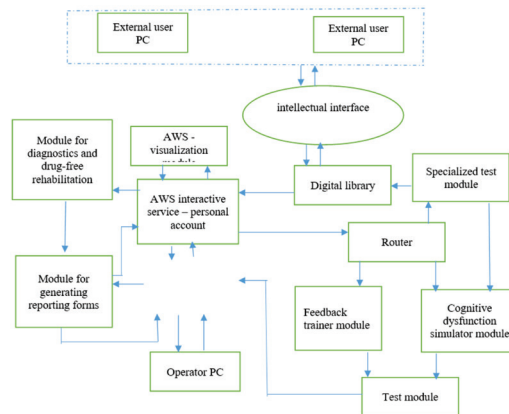 External user
PC
External user
PC
intellectual interface
Module for
diagnostics and
drug-free
rehabilitation
AWS -
visualization module
Digital library
Specialized test
module
AWS interactive
service – personal
account
Router
Module for
generating
reporting forms
Feedback
trainer module
Cognitive
dysfunction
simulator module
Operator PC
Test module